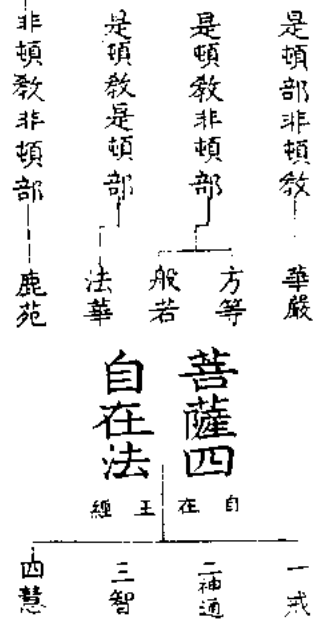 是頓部非頓教
華嚴
是頓教非頓部
方等
般若
是頓教是頓部
法華
非頓教非頓部
鹿苑
菩薩四
自在法
自在王經
一戒
二神通
三智
四慧